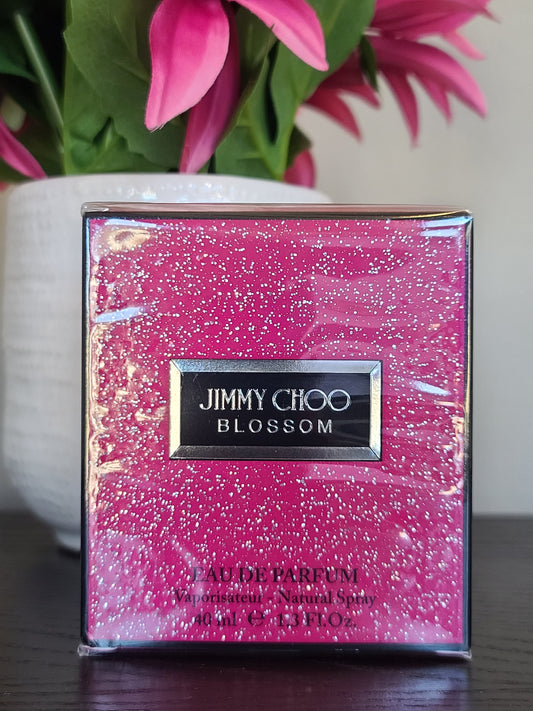 JIMMY CHOO
BLOSSOM
EAU DE PARFUM
Vaporisateur - Natural Spray
40 ml ℮ 1.3 Fl.Oz.